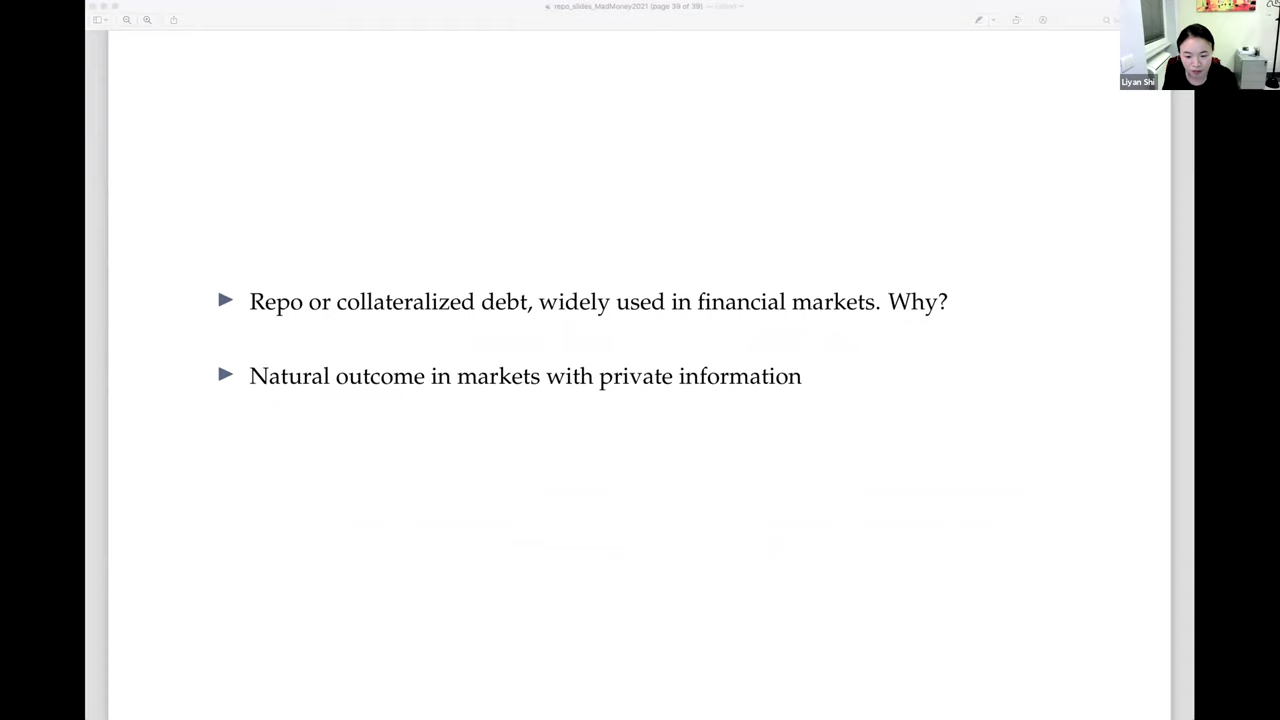 repo_slides_MadMoney2021 (page 39 of 39) — Edited
Liyan Shi
Repo or collateralized debt, widely used in financial markets. Why?
Natural outcome in markets with private information